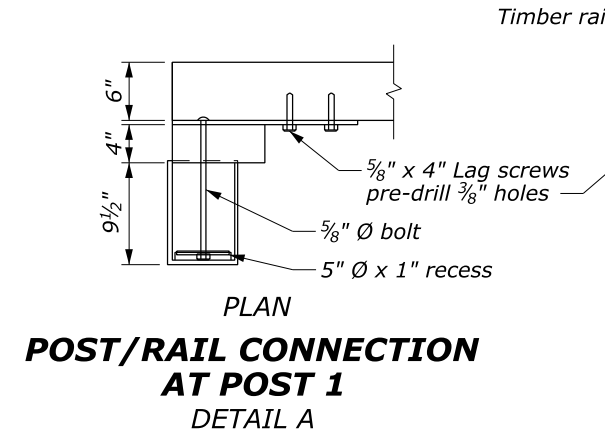 Timber rai
6"
4"
9½"
⅝" x 4" Lag screws
pre-drill ⅜" holes
⅝" Ø bolt
5" Ø x 1" recess
PLAN
POST/RAIL CONNECTION
AT POST 1
DETAIL A